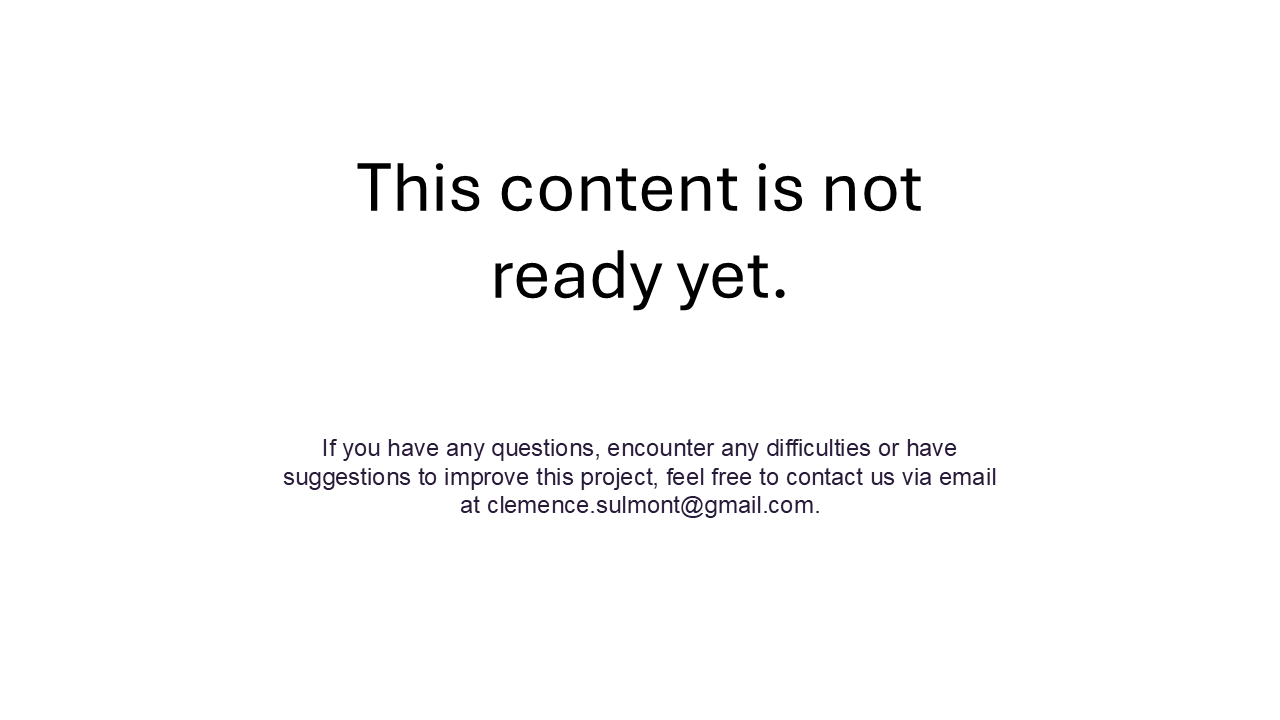 This content is not
ready yet.
If you have any questions, encounter any difficulties or have
suggestions to improve this project, feel free to contact us via email
at clemence.sulmont@gmail.com.